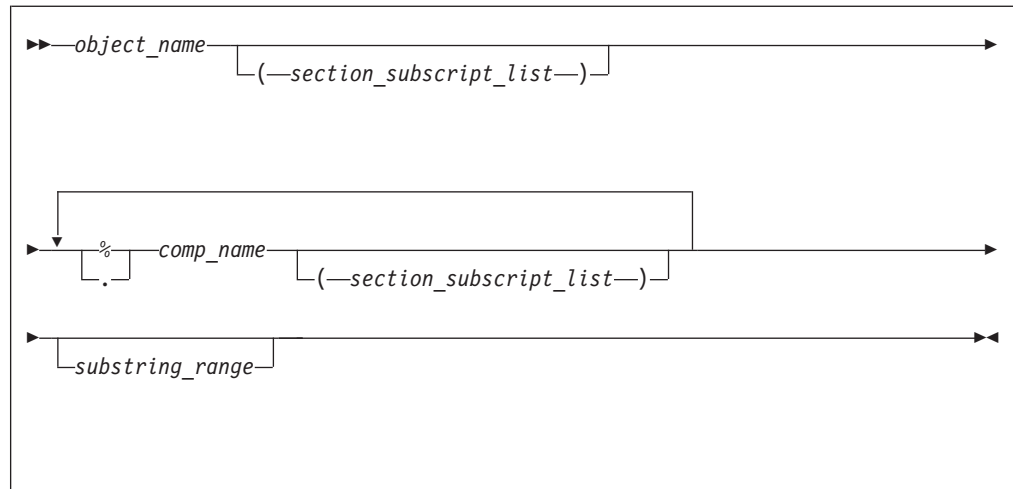 object_name
(section_subscript_list)
%
comp_name
.
(section_subscript_list)
substring_range